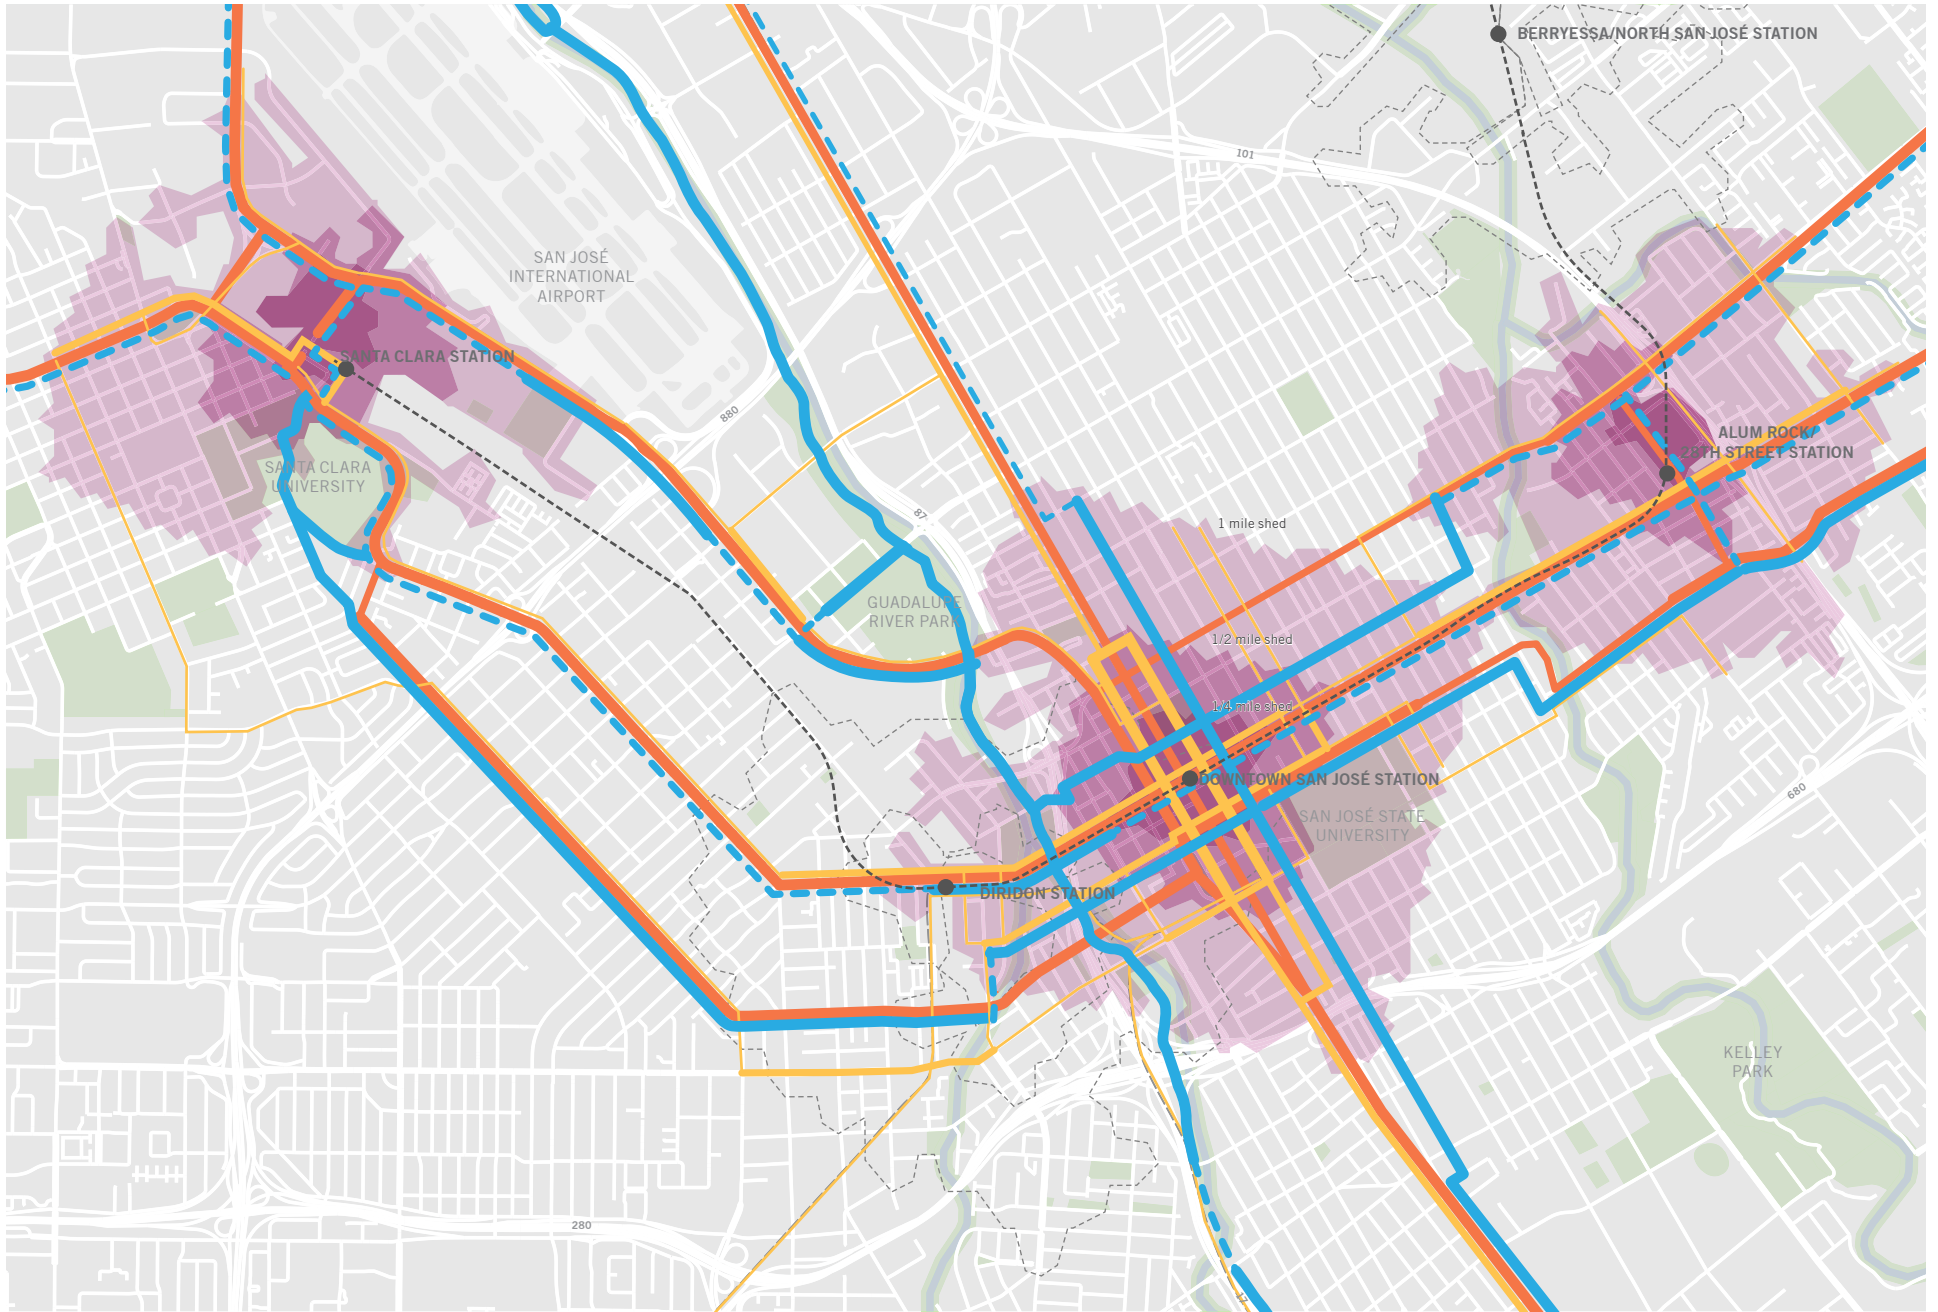 BERRYESSA/NORTH SAN JOSÉ STATION
101
SAN JOSÉ
INTERNATIONAL
AIRPORT
SANTA CLARA STATION
880
ALUM ROCK/
28TH STREET STATION
SANTA CLARA
UNIVERSITY
87
1 mile shed
GUADALUPE
RIVER PARK
1/2 mile shed
1/4 mile shed
DOWNTOWN SAN JOSÉ STATION
680
SAN JOSÉ STATE
UNIVERSITY
DIRIDON STATION
KELLEY
PARK
280
17